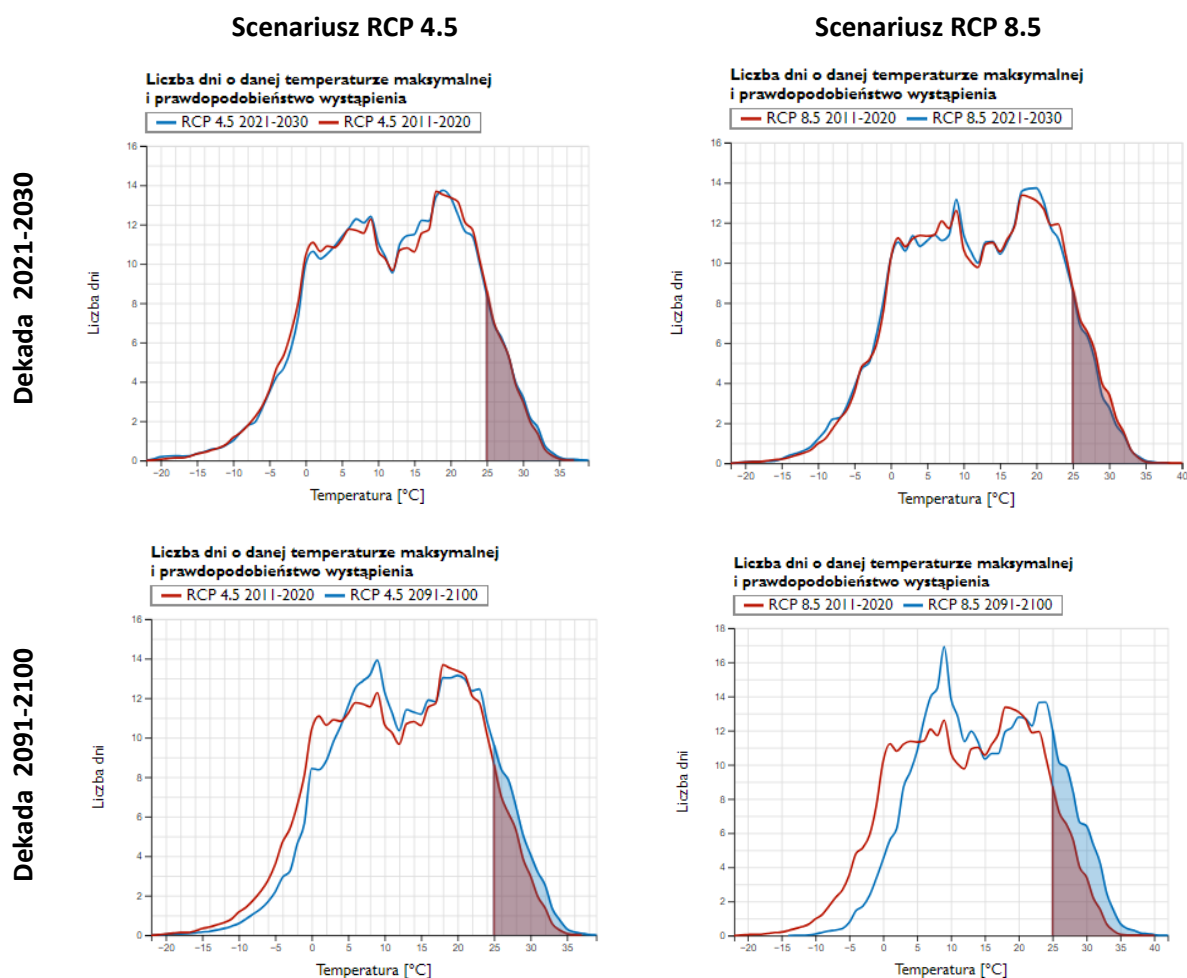 Scenariusz RCP 4.5
Scenariusz RCP 8.5
Dekada 2021-2030
Liczba dni o danej temperaturze maksymalnej
i prawdopodobieństwo wystąpienia
RCP 4.5 2021-2030 RCP 4.5 2011-2020
16
14
12
10
8
6
4
2
0
Liczba dni
−20 −15 −10 −5 0 5 10 15 20 25 30 35
Temperatura [°C]
Liczba dni o danej temperaturze maksymalnej
i prawdopodobieństwo wystąpienia
RCP 8.5 2011-2020 RCP 8.5 2021-2030
16
14
12
10
8
6
4
2
0
Liczba dni
−20 −15 −10 −5 0 5 10 15 20 25 30 35 40
Temperatura [°C]
Dekada 2091-2100
Liczba dni o danej temperaturze maksymalnej
i prawdopodobieństwo wystąpienia
RCP 4.5 2011-2020 RCP 4.5 2091-2100
16
14
12
10
8
6
4
2
0
Liczba dni
−20 −15 −10 −5 0 5 10 15 20 25 30 35
Temperatura [°C]
Liczba dni o danej temperaturze maksymalnej
i prawdopodobieństwo wystąpienia
RCP 8.5 2011-2020 RCP 8.5 2091-2100
18
16
14
12
10
8
6
4
2
0
Liczba dni
−20 −15 −10 −5 0 5 10 15 20 25 30 35 40
Temperatura [°C]